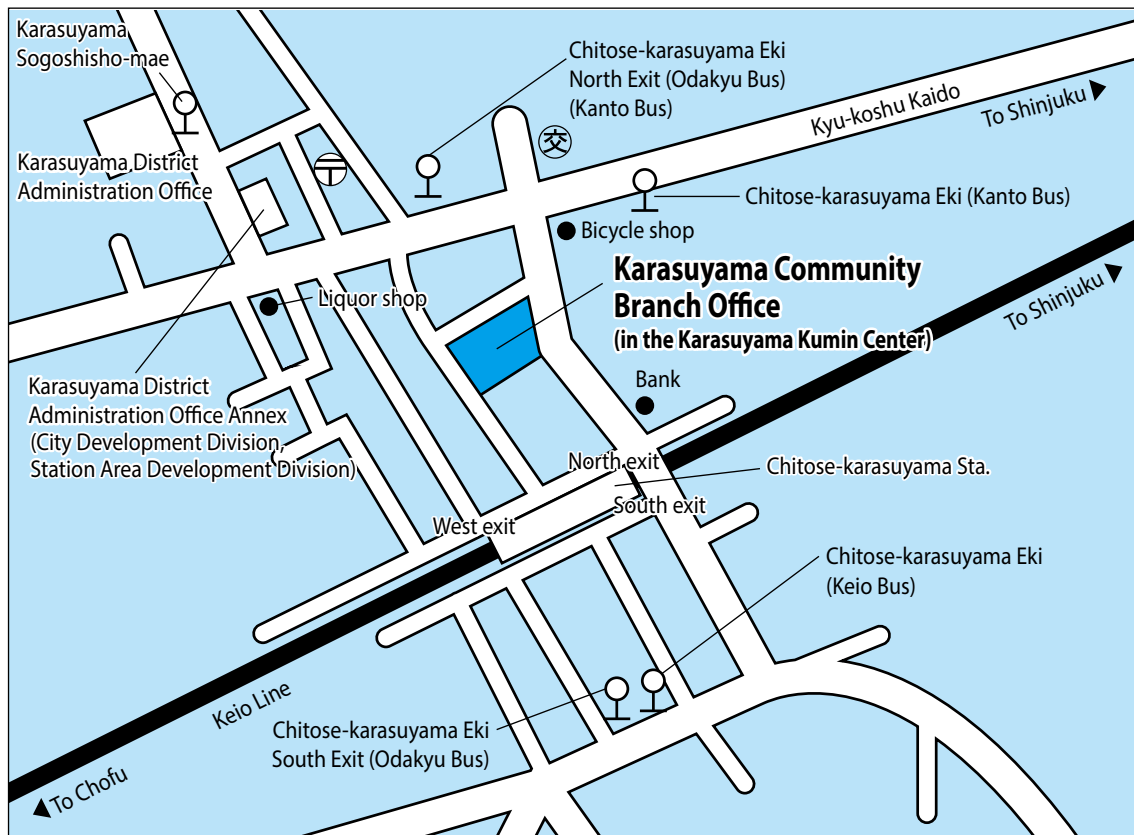 Karasuyama
Sogoshisho-mae
Chitose-karasuyama Eki
North Exit (Odakyu Bus)
(Kanto Bus)
Kyu-koshu Kaido
To Shinjuku
交
〒
Karasuyama District
Administration Office
Chitose-karasuyama Eki (Kanto Bus)
Bicycle shop
Karasuyama Community
Branch Office
(in the Karasuyama Kumin Center)
To Shinjuku
Liquor shop
Karasuyama District
Administration Office Annex
(City Development Division,
Station Area Development Division)
Bank
North exit
Chitose-karasuyama Sta.
South exit
West exit
Chitose-karasuyama Eki
(Keio Bus)
Keio Line
Chitose-karasuyama Eki
South Exit (Odakyu Bus)
To Chofu